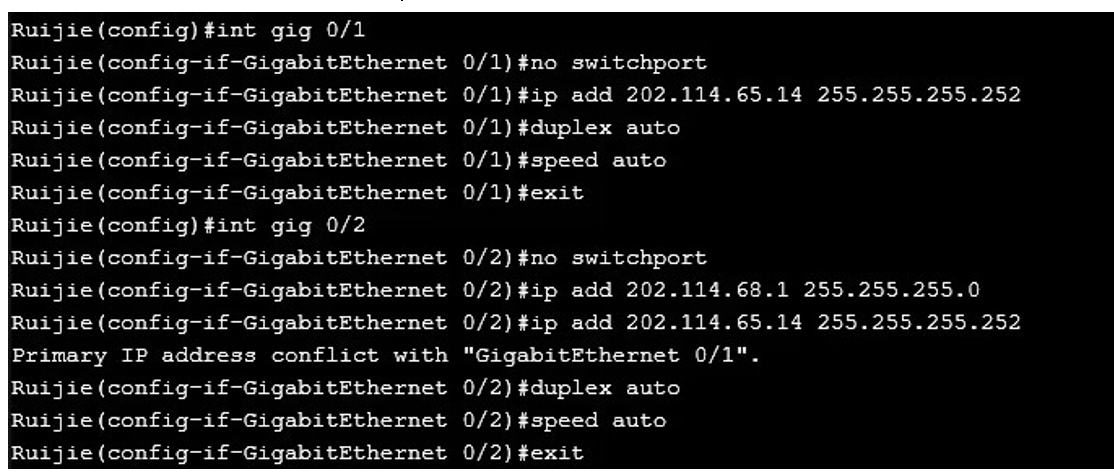 Ruijie(config)#int gig 0/1
Ruijie(config-if-GigabitEthernet 0/1)#no switchport
Ruijie(config-if-GigabitEthernet 0/1)#ip add 202.114.65.14 255.255.255.252
Ruijie(config-if-GigabitEthernet 0/1)#duplex auto
Ruijie(config-if-GigabitEthernet 0/1)#speed auto
Ruijie(config-if-GigabitEthernet 0/1)#exit
Ruijie(config)#int gig 0/2
Ruijie(config-if-GigabitEthernet 0/2)#no switchport
Ruijie(config-if-GigabitEthernet 0/2)#ip add 202.114.68.1 255.255.255.0
Ruijie(config-if-GigabitEthernet 0/2)#ip add 202.114.65.14 255.255.255.252
Primary IP address conflict with "GigabitEthernet 0/1".
Ruijie(config-if-GigabitEthernet 0/2)#duplex auto
Ruijie(config-if-GigabitEthernet 0/2)#speed auto
Ruijie(config-if-GigabitEthernet 0/2)#exit